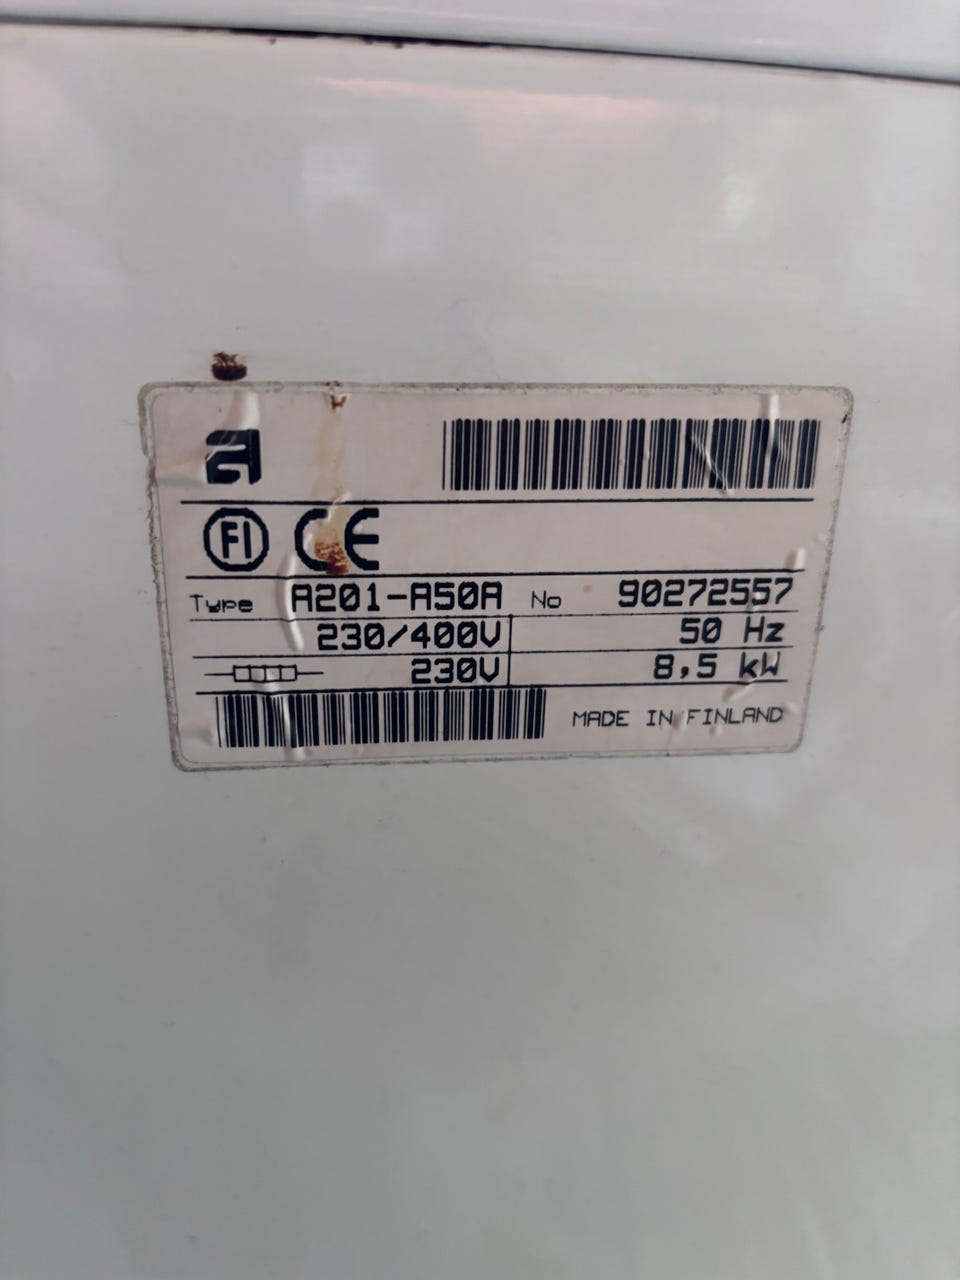 a
FI CE
Type A201-A50A No 90272557
230/400V 50 Hz
230V 8,5 kW
MADE IN FINLAND